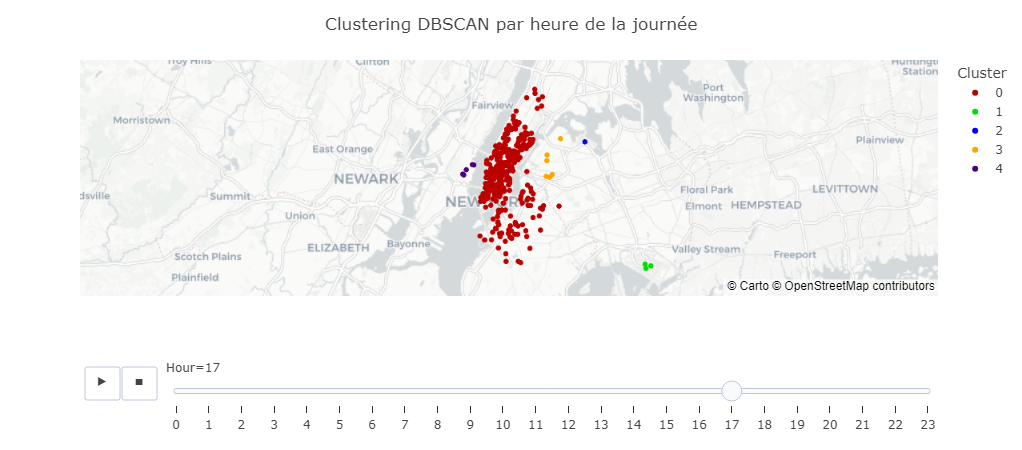 Clustering DBSCAN par heure de la journée
Troy Hills
Clifton
Huntington
Station
Port
Washington
Fairview
Morristown
Plainview
East Orange
NEWARK
dsville
Summit
Floral Park
LEVITTOWN
Elmont
HEMPSTEAD
Union
ELIZABETH
Bayonne
Valley Stream
Freeport
Scotch Plains
Plainfield
© Carto © OpenStreetMap contributors
Cluster
0
1
2
3
4
Hour=17
0 1 2 3 4 5 6 7 8 9 10 11 12 13 14 15 16 17 18 19 20 21 22 23